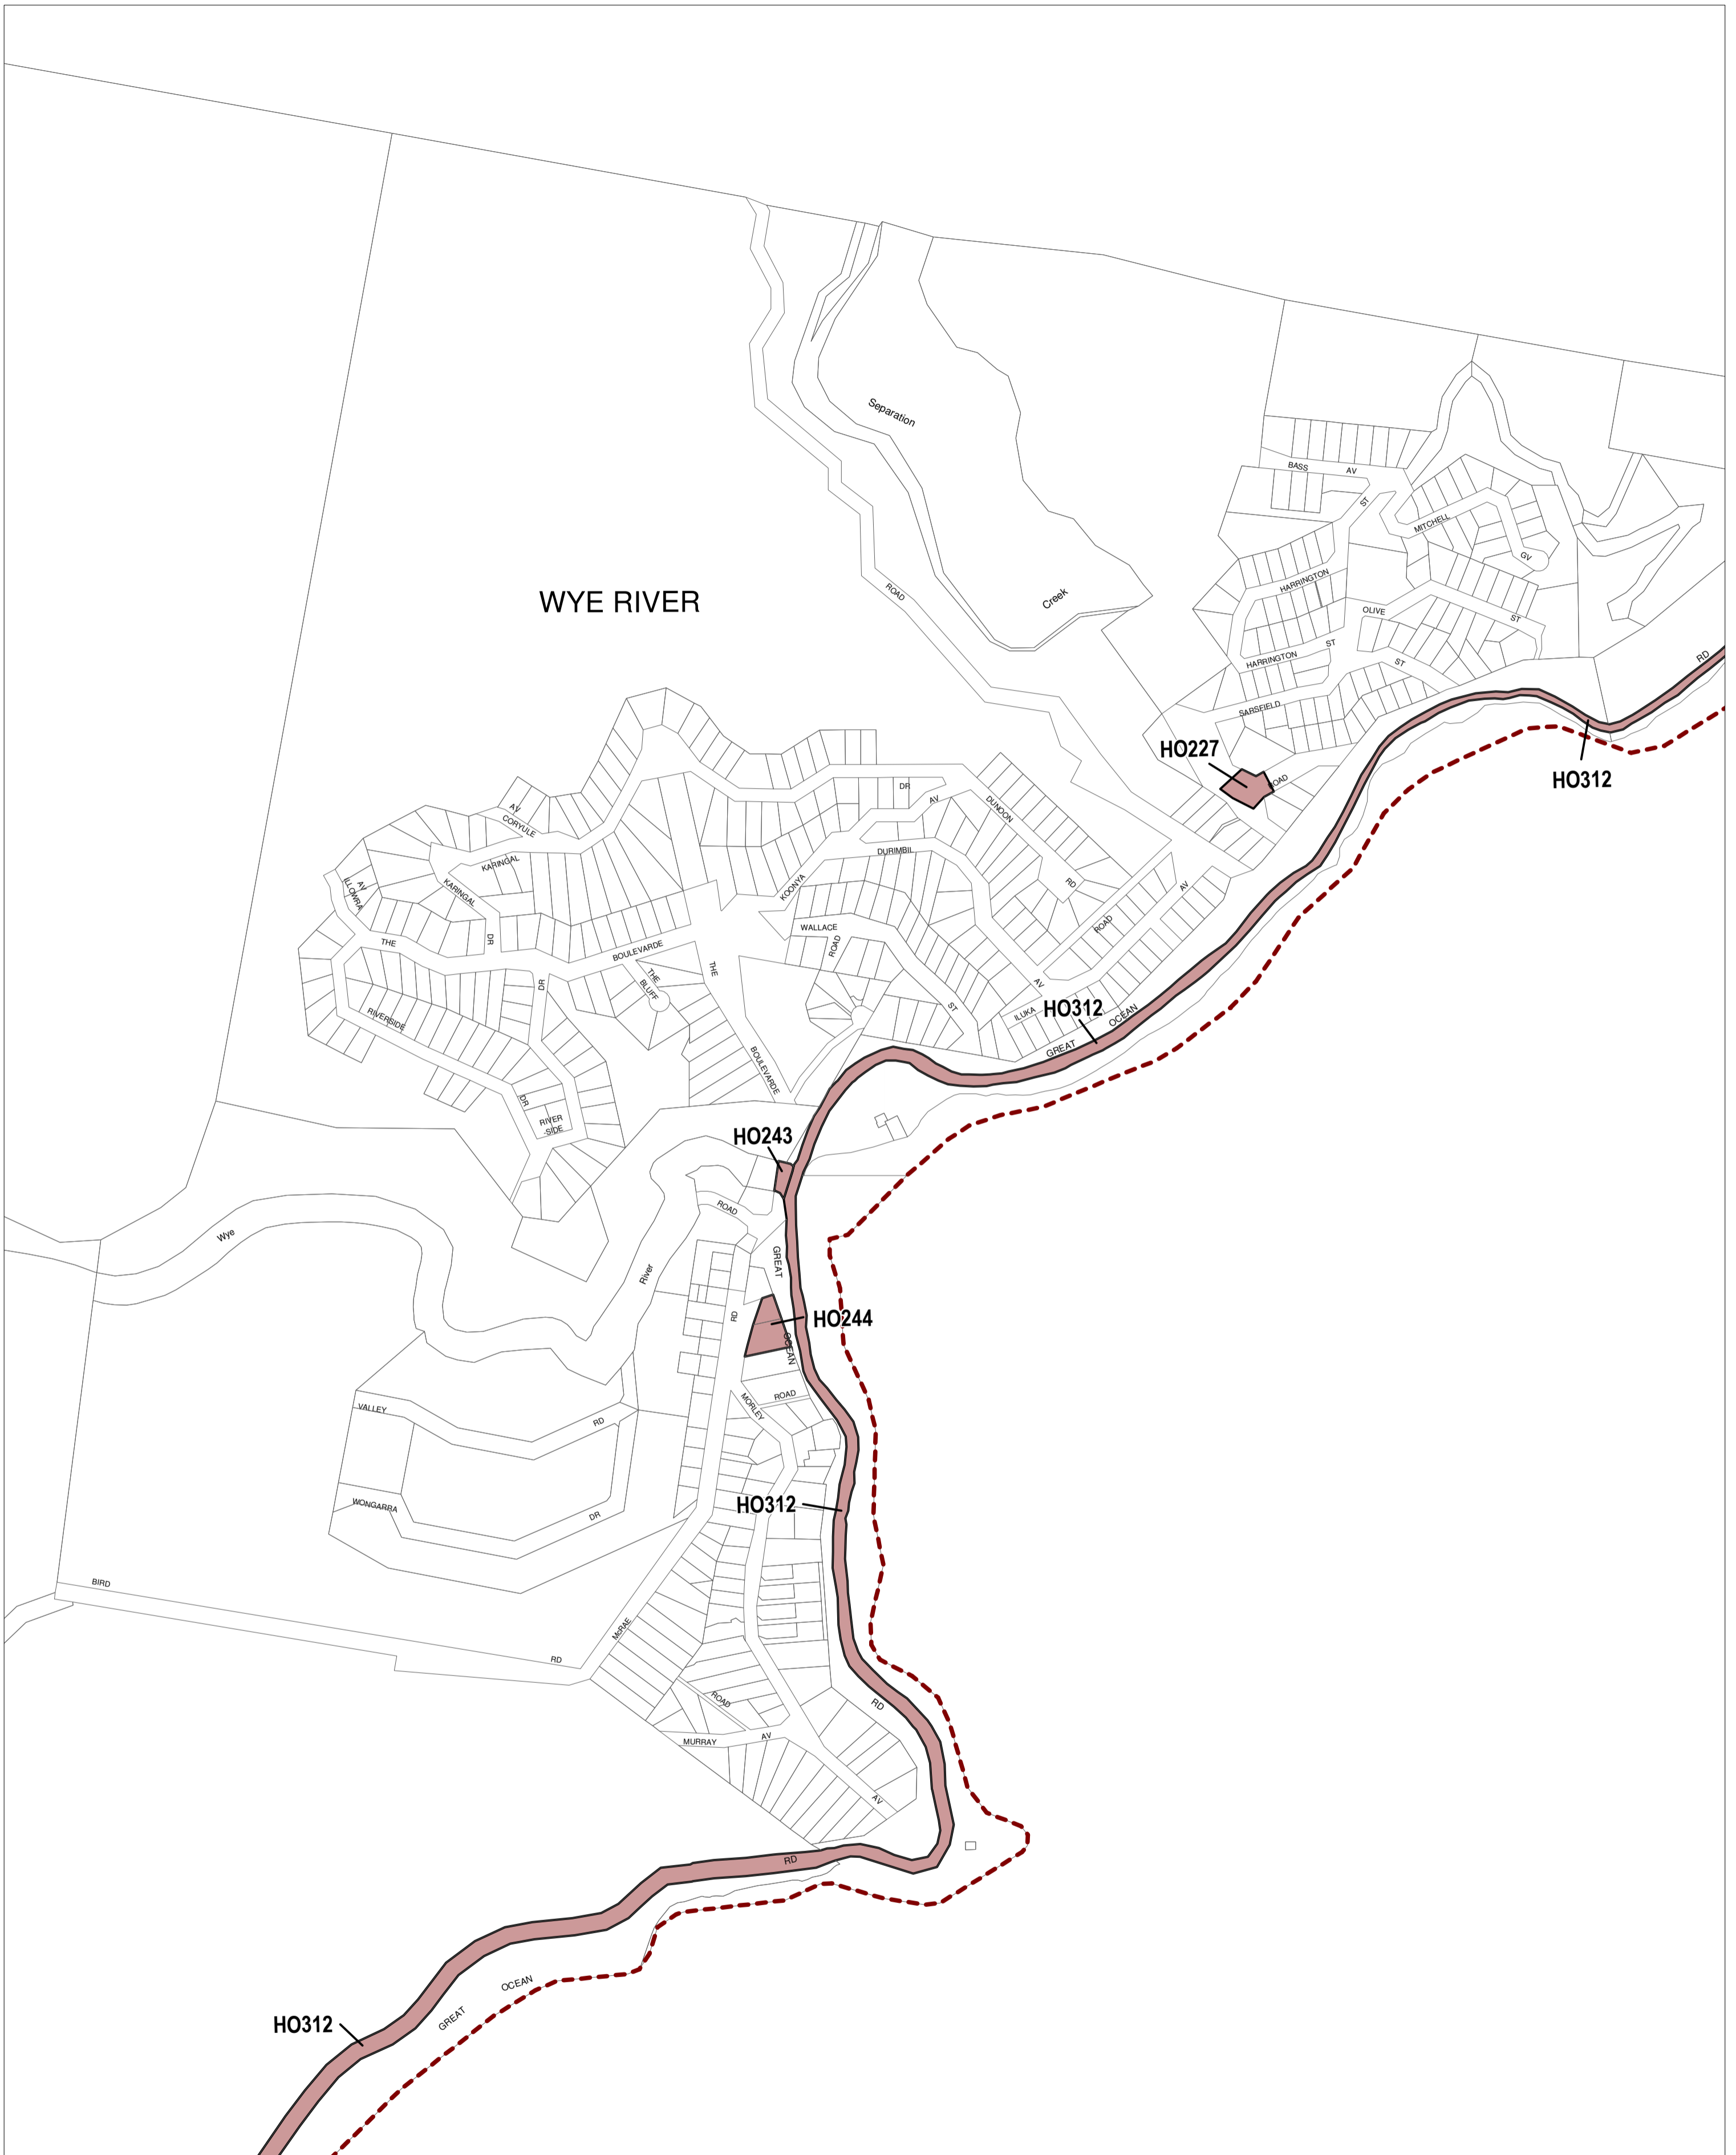 Separation
BASS
AV
ST
MITCHELL
GV
HARRINGTON
Creek
ROAD
WYE RIVER
OLIVE
ST
ST
HARRINGTON
ST
RD
SARSFIELD
HO227
HO312
ROAD
DR
AV
DUNOON
AV
CORYULE
DURIMBIL
KARINGAL
KOONYA
RD
AV
ILLOWRA
AV
KARINGAL
WALLACE
ROAD
ROAD
THE
DR
BOULEVARDE
THE
THE
BLUFF
DR
AV
ST
RIVERSIDE
ILUKA
HO312
OCEAN
GREAT
BOULEVARDE
DR
RIVER
-SIDE
HO243
ROAD
Wye
River
GREAT
RD
HO244
OCEAN
VALLEY
RD
MORLEY
ROAD
WONGARRA
DR
HO312
BIRD
RD
McRAE
ROAD
RD
MURRAY
AV
AV
RD
OCEAN
GREAT
HO312